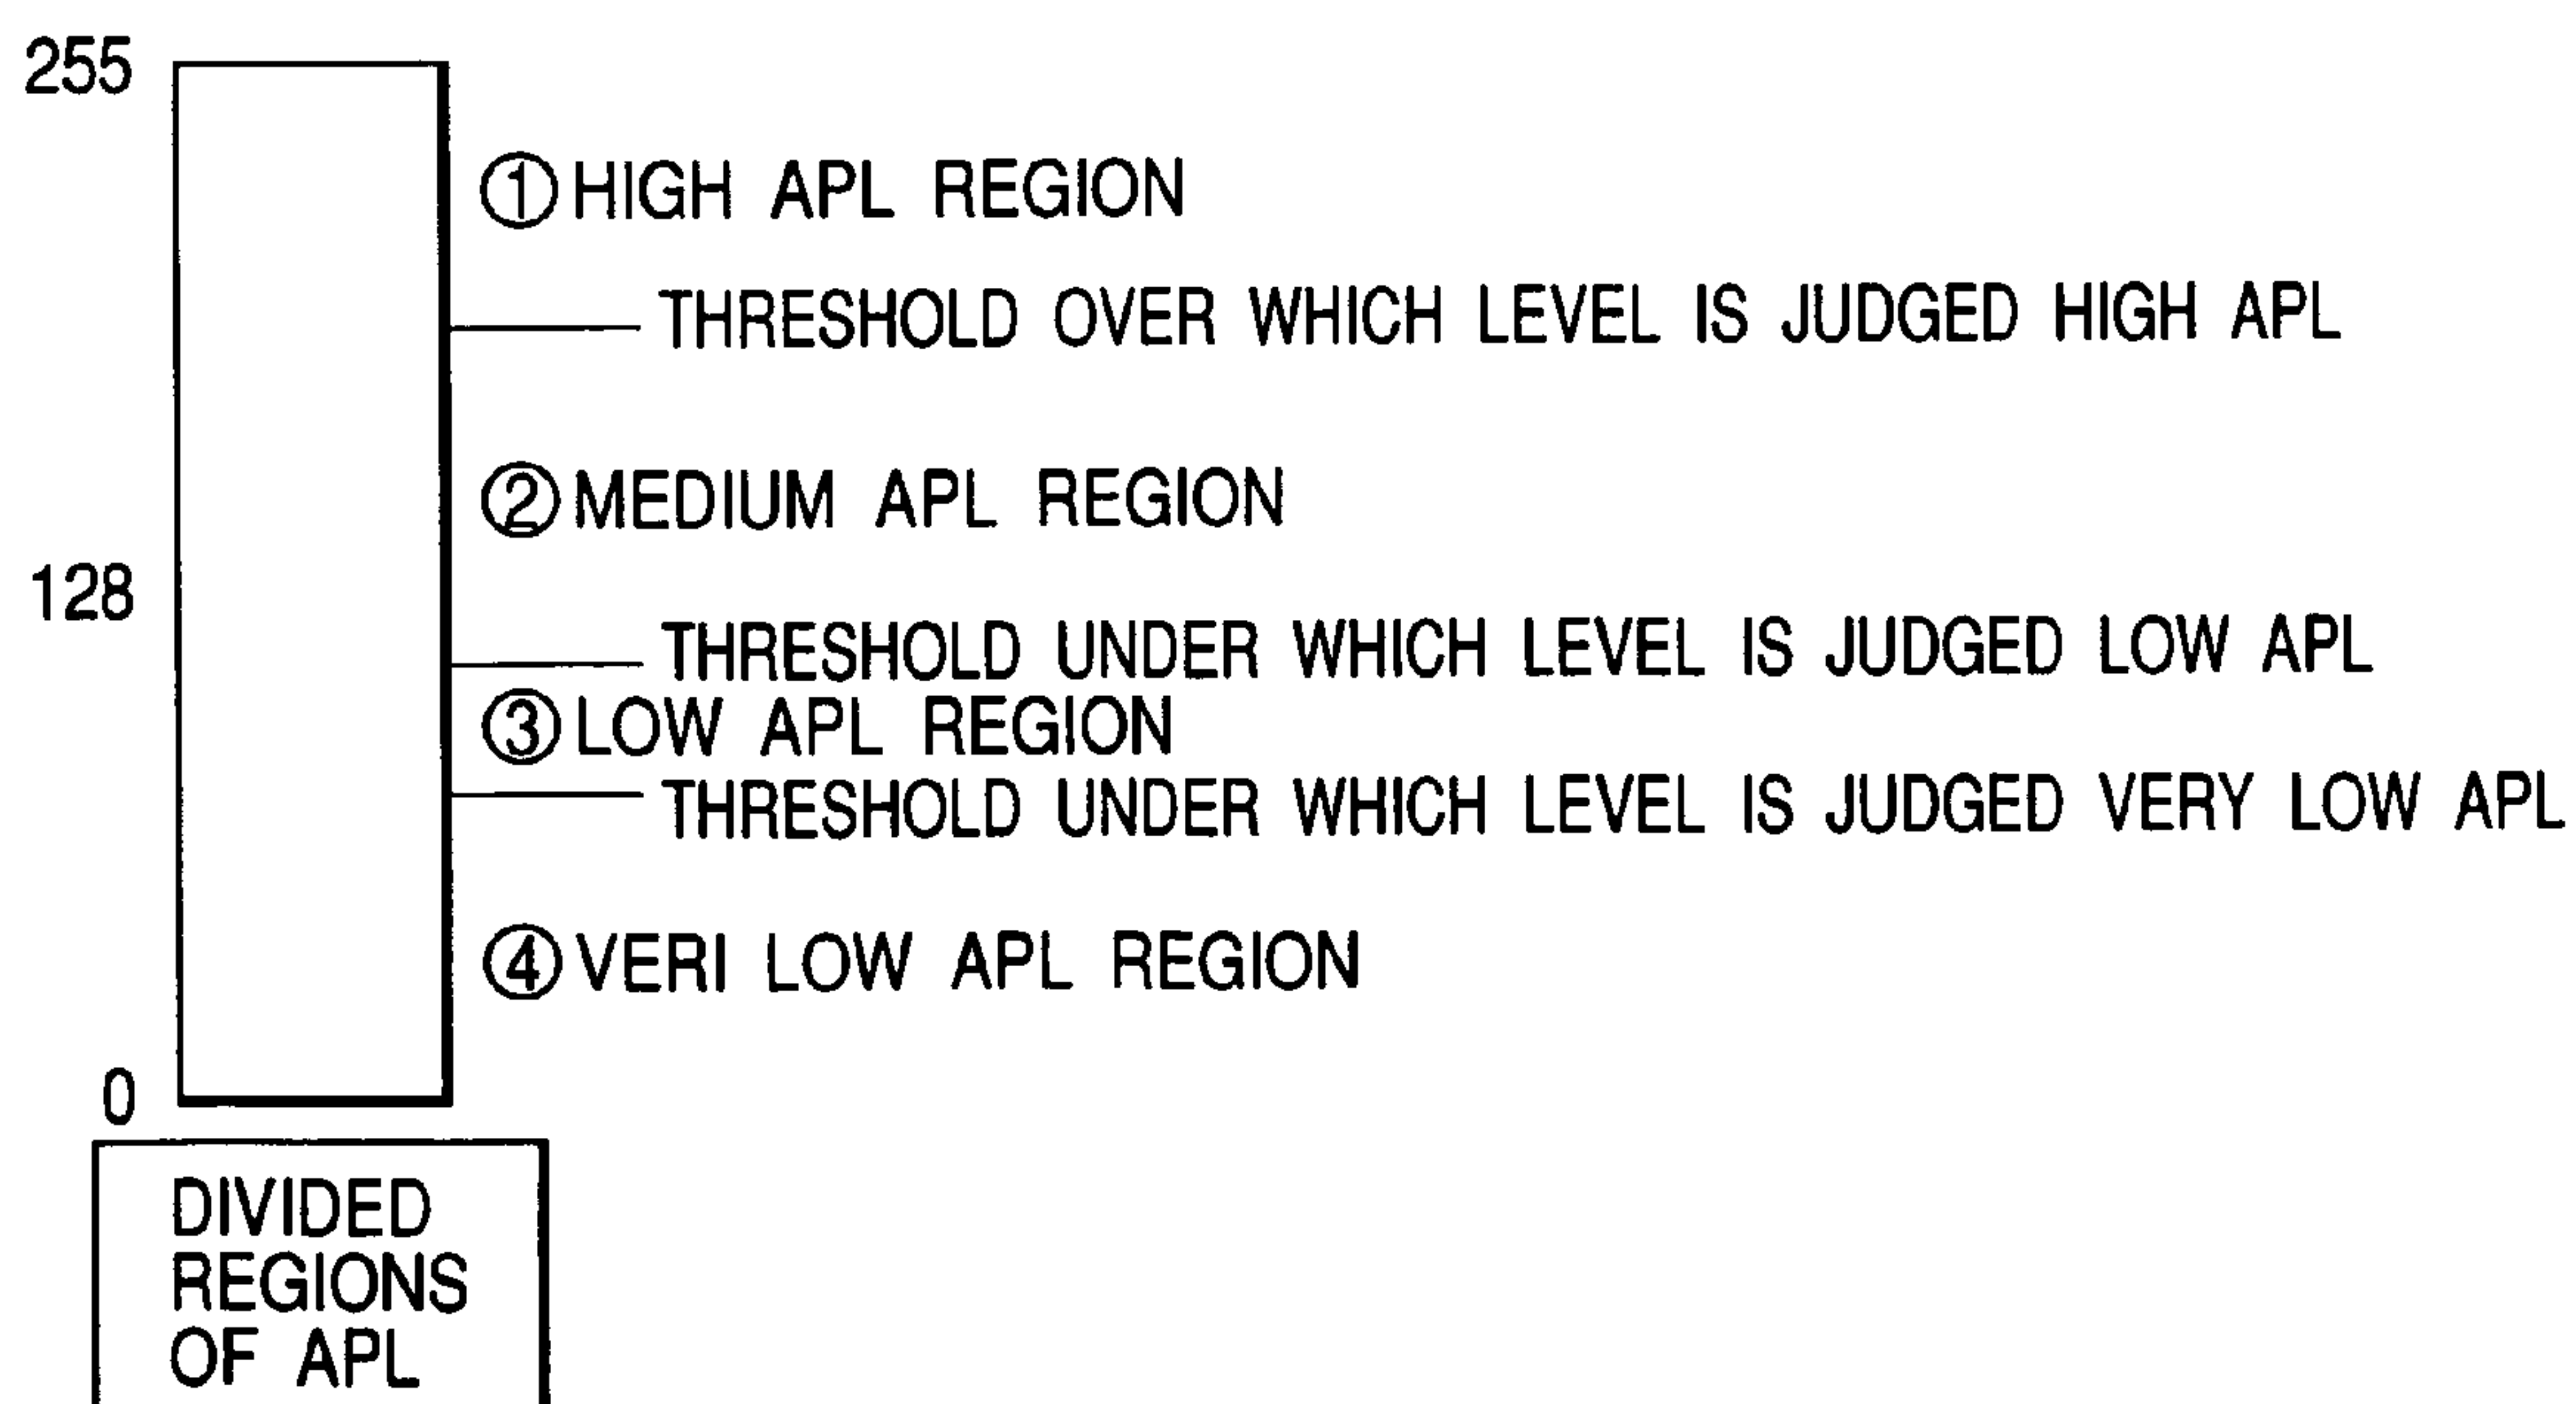 255
①HIGH APL REGION
THRESHOLD OVER WHICH LEVEL IS JUDGED HIGH APL
②MEDIUM APL REGION
128
THRESHOLD UNDER WHICH LEVEL IS JUDGED LOW APL
③LOW APL REGION
THRESHOLD UNDER WHICH LEVEL IS JUDGED VERY LOW APL
④VERI LOW APL REGION
0
DIVIDED
REGIONS
OF APL